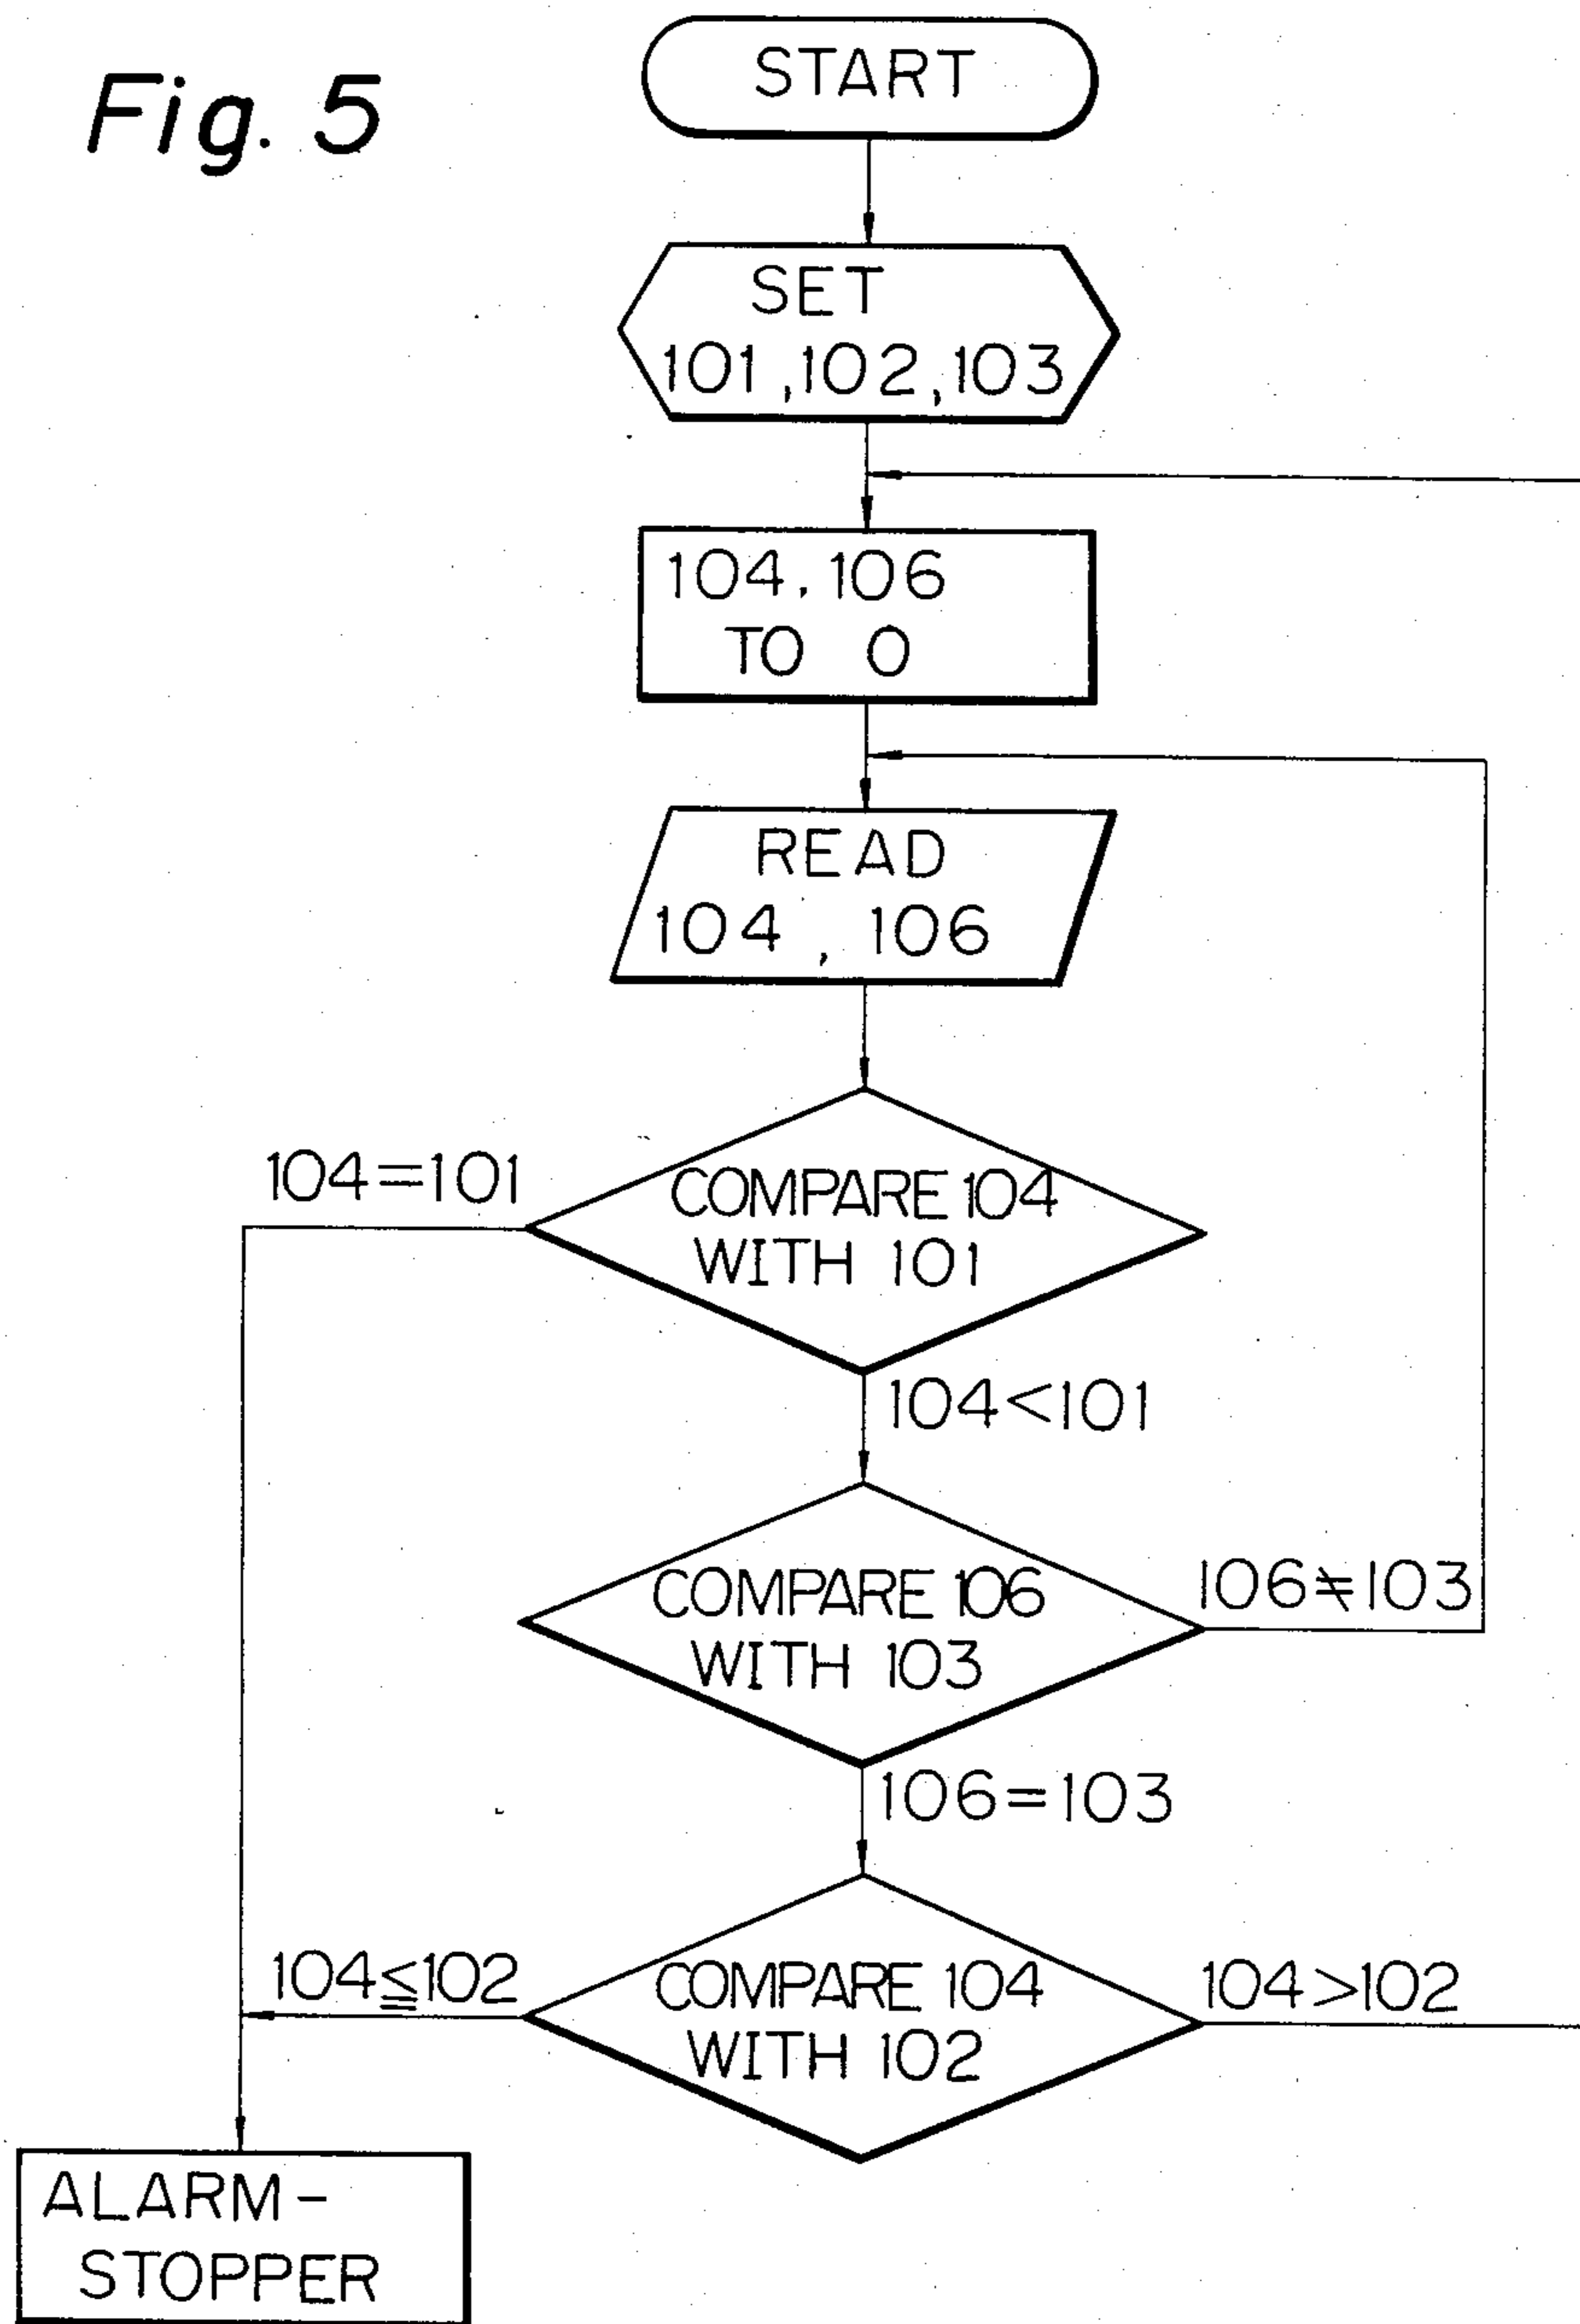 Fig. 5
START
SET
101,102,103
104.106
TO 0
READ
104, 106
104=101
COMPARE 104
WITH 101
104<101
COMPARE 106
WITH 103
106≠103
106=103
104≦102
COMPARE 104
WITH 102
104>102
ALARM-
STOPPER